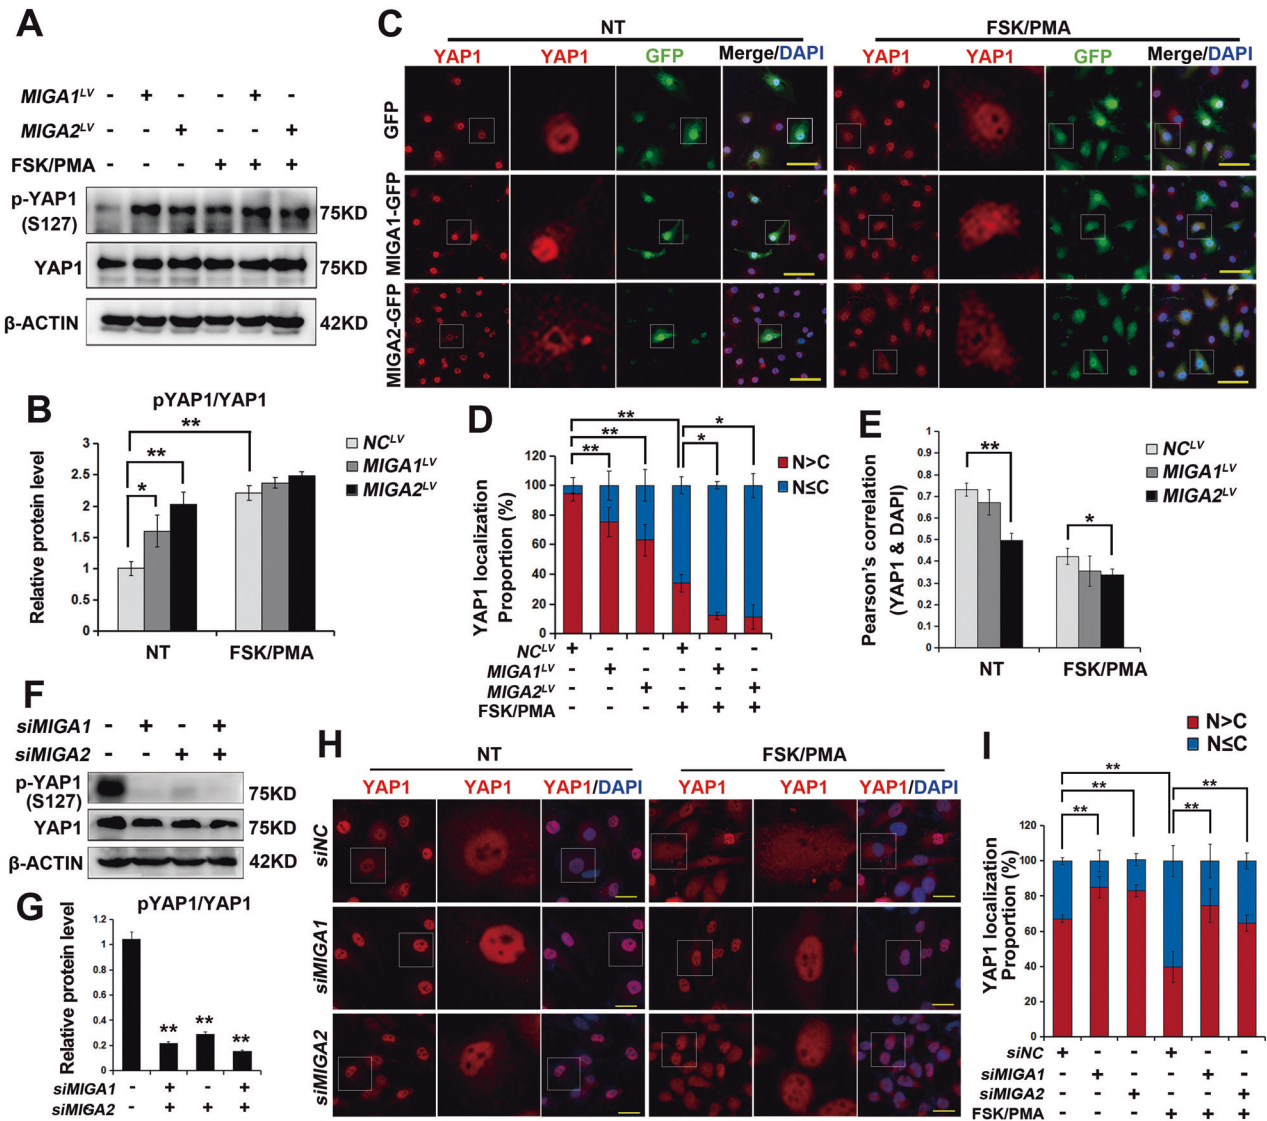 A
MIGA1LV - + - - + -
MIGA2LV - - + - - +
FSK/PMA - - - + + +
p-YAP1
(S127)
75KD
YAP1
75KD
β-ACTIN
42KD
B
pYAP1/YAP1
Relative protein level
3
2.5
2
1.5
1
0.5
0
*
**
**
NT
FSK/PMA
NCLV
MIGA1LV
MIGA2LV
C
NT
FSK/PMA
YAP1 YAP1 GFP Merge/DAPI YAP1 YAP1 GFP Merge/DAPI
GFP
MIGA1-GFP
MIGA2-GFP
D
YAP1 localization
Proportion (%)
120
100
80
60
40
20
0
**
**
**
*
*
N>C
N≤C
NCLV + - - + - -
MIGA1LV - + - - + -
MIGA2LV - - + - - +
FSK/PMA - - - + + +
E
Pearson's correlation
(YAP1 & DAPI)
1
0.9
0.8
0.7
0.6
0.5
0.4
0.3
0.2
0.1
0
**
*
NT
FSK/PMA
NCLV
MIGA1LV
MIGA2LV
F
siMIGA1 - + - +
siMIGA2 - - + +
p-YAP1
(S127)
75KD
YAP1
75KD
β-ACTIN
42KD
G
pYAP1/YAP1
Relative protein level
1.2
1
0.8
0.6
0.4
0.2
0
**
**
**
siMIGA1 - + - +
siMIGA2 - + + +
H
NT
FSK/PMA
YAP1 YAP1 YAP1/DAPI YAP1 YAP1 YAP1/DAPI
siNC
siMIGA1
siMIGA2
I
N>C
N≤C
YAP1 localization
Proportion (%)
120
100
80
60
40
20
0
**
**
**
**
**
siNC + - - + - -
siMIGA1 - + - - + -
siMIGA2 - - + - - +
FSK/PMA - - - + + +